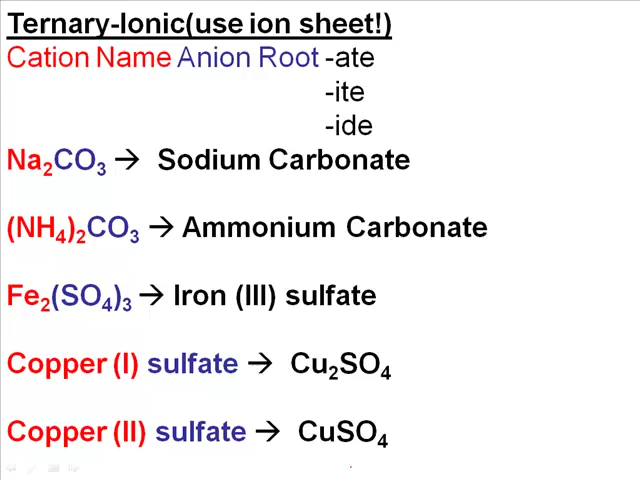 Ternary-Ionic(use ion sheet!)
Cation Name Anion Root -ate
-ite
-ide
Na₂CO₃ → Sodium Carbonate
(NH₄)₂CO₃ → Ammonium Carbonate
Fe₂(SO₄)₃ → Iron (III) sulfate
Copper (I) sulfate → Cu₂SO₄
Copper (II) sulfate → CuSO₄